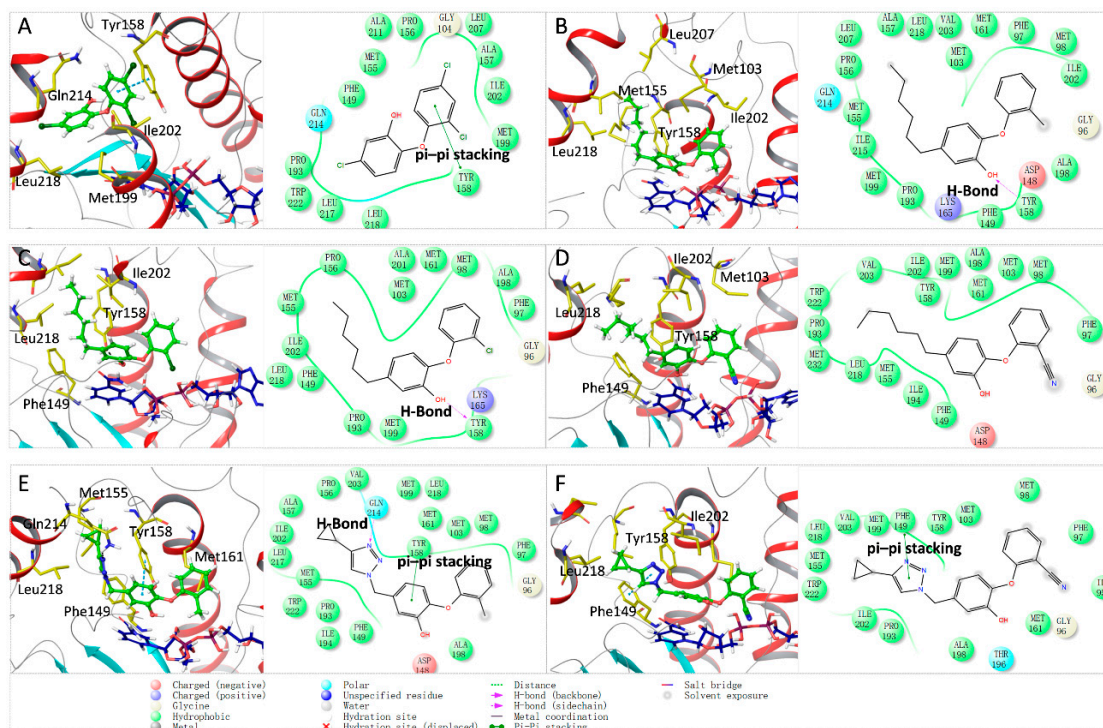 A
Tyr158
Gln214
Ile202
Leu218
Met199
ALA 211
PRO 156
GLY 104
LEU 207
MET 155
ALA 157
PHE 149
ILE 202
GLN 214
MET 199
PRO 193
TYR 158
TRP 222
LEU 217
LEU 218
Cl
OH
O
Cl
Cl
pi-pi stacking
B
Leu207
Met103
Met155
Tyr158
Ile202
Leu218
ALA 157
LEU 218
VAL 203
MET 161
PHE 97
LEU 207
MET 103
MET 98
PRO 156
ILE 202
GLN 214
MET 155
GLY 96
ILE 215
ASP 148
ALA 198
MET 199
PRO 193
LYS 165
PHE 149
TYR 158
O
OH
H-Bond
C
Ile202
Tyr158
Leu218
Phe149
PRO 156
ALA 201
MET 161
MET 98
ALA 198
MET 103
MET 155
PHE 97
ILE 202
GLY 96
LEU 218
PHE 149
LYS 165
PRO 193
MET 199
TYR 158
O
Cl
OH
H-Bond
D
Ile202
Met103
Leu218
Tyr158
Phe149
VAL 203
ILE 202
MET 199
ALA 198
MET 103
MET 98
TYR 158
MET 161
TRP 222
PRO 193
PHE 97
MET 232
LEU 218
MET 155
ILE 194
GLY 96
PHE 149
ASP 148
O
OH
N
E
Met155
Gln214
Tyr158
Met161
Leu218
Phe149
PRO 156
VAL 203
MET 199
LEU 218
ALA 157
GLN 214
MET 161
MET 103
MET 98
ILE 202
TYR 158
PHE 97
LEU 217
GLY 96
MET 155
TRP 222
PRO 193
PHE 149
ILE 194
ALA 198
ASP 148
H-Bond
pi-pi stacking
N
N
N
O
OH
F
Ile202
Tyr158
Leu218
Phe149
MET 98
LEU 218
VAL 203
MET 199
PHE 149
TYR 158
MET 103
PHE 97
MET 155
TRP 222
ILE 202
PRO 193
MET 161
GLY 96
ALA 198
THR 196
pi-pi stacking
N
N
N
O
OH
N
Charged (negative)
Charged (positive)
Glycine
Hydrophobic
Metal
Polar
Unspecified residue
Water
Hydration site
Hydration site (displaced)
Distance
H-bond (backbone)
H-bond (sidechain)
Metal coordination
Pi-Pi stacking
Salt bridge
Solvent exposure